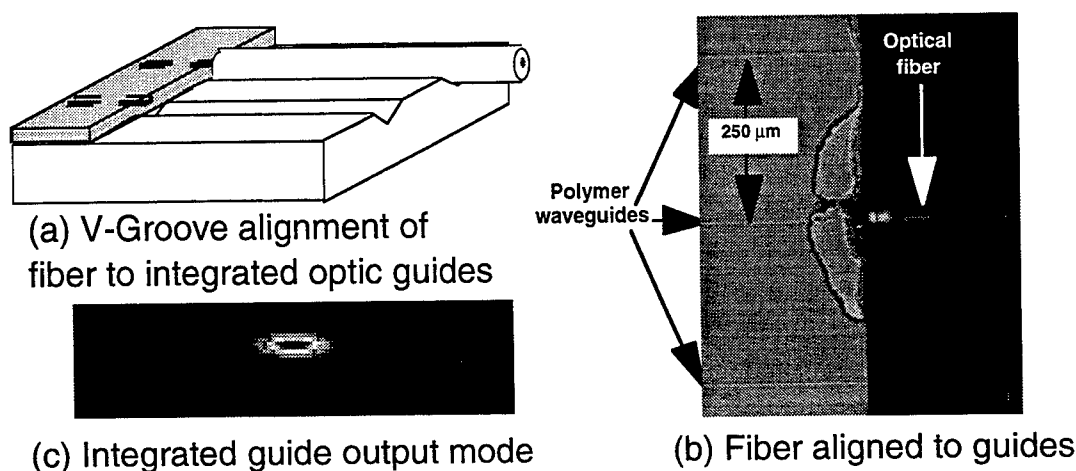 (a) V-Groove alignment of
fiber to integrated optic guides
(c) Integrated guide output mode
Optical
fiber
250 μm
Polymer
waveguides
(b) Fiber aligned to guides